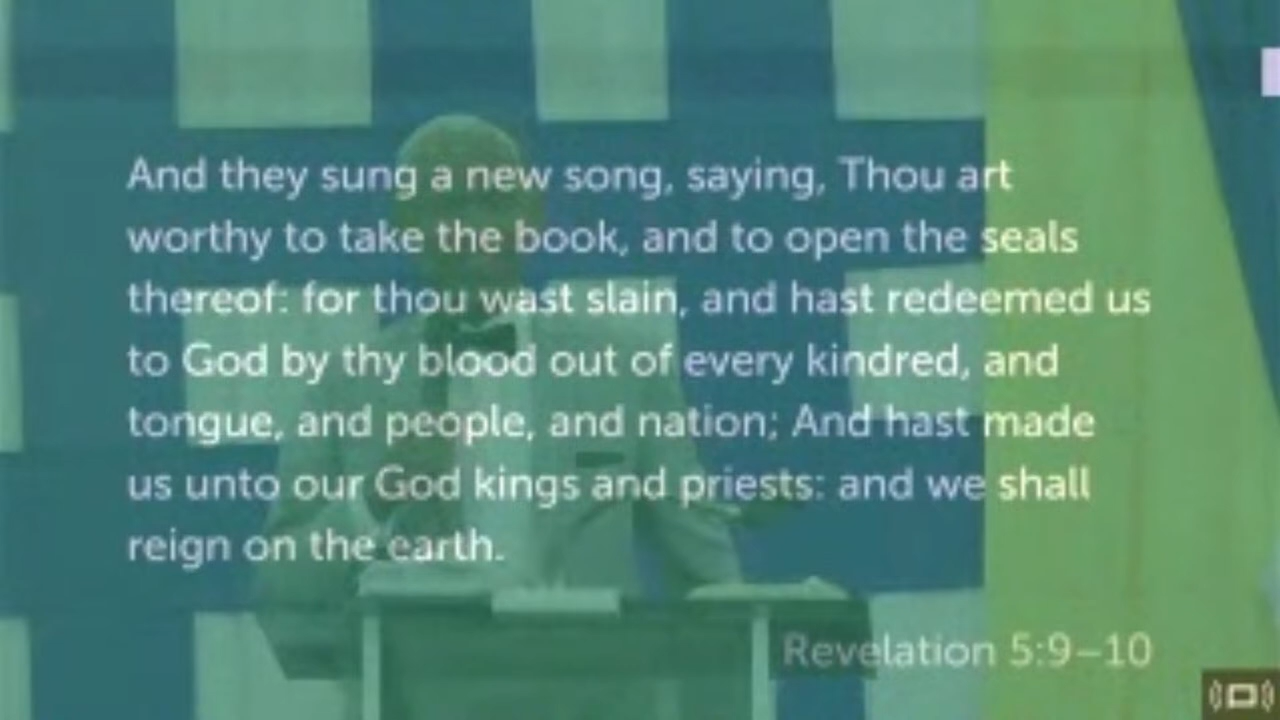 And they sung a new song, saying, Thou art
worthy to take the book, and to open the seals
thereof: for thou wast slain, and hast redeemed us
to God by thy blood out of every kindred, and
tongue, and people, and nation; And hast made
us unto our God kings and priests: and we shall
reign on the earth.
Revelation 5:9–10